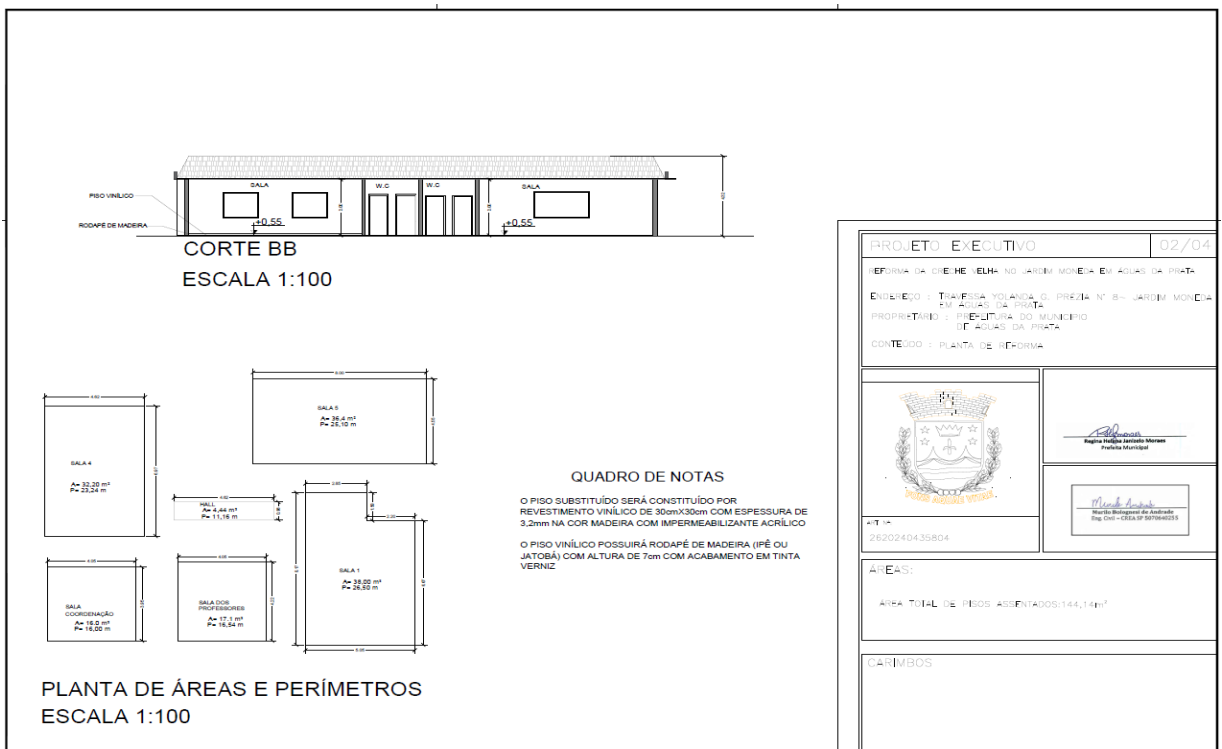 SALA
W.C
W.C
SALA
PISO VINÍLICO
RODAPÉ DE MADEIRA
+0,55
+0,55
CORTE BB
ESCALA 1:100
SALA 4
A= 32,20 m²
P= 23,24 m
SALA 5
A= 36,4 m²
P= 25,10 m
HALL
A= 4,44 m²
P= 11,16 m
SALA 1
A= 38,00 m²
P= 26,50 m
SALA
COORDENAÇÃO
A= 16.0 m²
P= 16,00 m
SALA DOS
PROFESSORES
A= 17.1 m²
P= 16,54 m
PLANTA DE ÁREAS E PERÍMETROS
ESCALA 1:100
QUADRO DE NOTAS
O PISO SUBSTITUÍDO SERÁ CONSTITUÍDO POR
REVESTIMENTO VINÍLICO DE 30cmX30cm COM ESPESSURA DE
3,2mm NA COR MADEIRA COM IMPERMEABILIZANTE ACRÍLICO
O PISO VINÍLICO POSSUIRÁ RODAPÉ DE MADEIRA (IPÊ OU
JATOBÁ) COM ALTURA DE 7cm COM ACABAMENTO EM TINTA
VERNIZ
PROJETO EXECUTIVO 02/04
REFORMA DA CRECHE VELHA NO JARDIM MONEDA EM ÁGUAS DA PRATA
ENDEREÇO : TRAVESSA YOLANDA G. PREZIA N° 8- JARDIM MONEDA
EM ÁGUAS DA PRATA
PROPRIETÁRIO : PREFEITURA DO MUNICIPIO
DE ÁGUAS DA PRATA
CONTEÚDO : PLANTA DE REFORMA
Regina Helena Janizelo Moraes
Prefeita Municipal
Murilo Bolognesi de Andrade
Eng. Civil - CREA SP 5070640255
ART Nº
2620240435804
ÁREAS:
ÁREA TOTAL DE PISOS ASSENTADOS:144,14m²
CARIMBOS